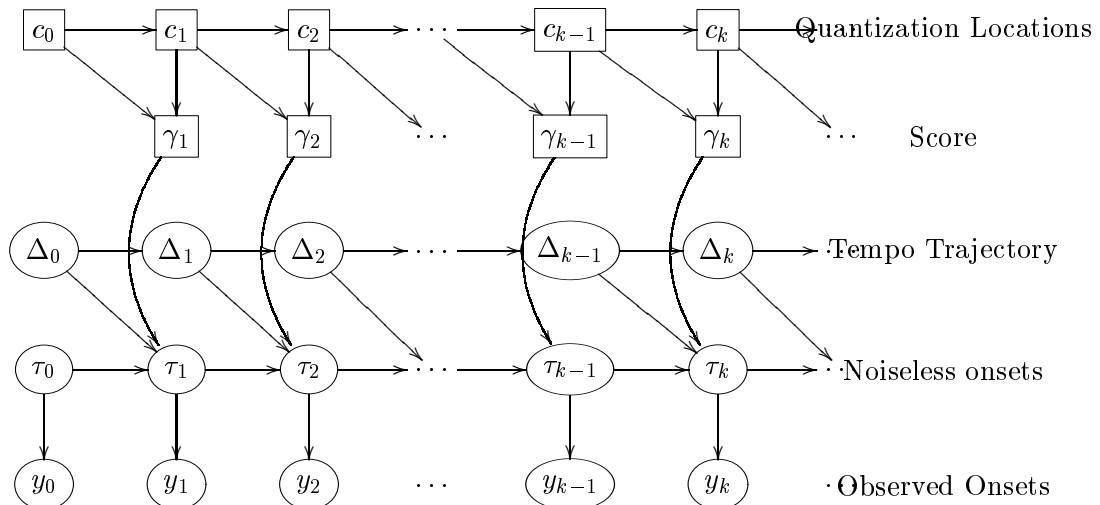 c₀ c₁ c₂ ··· cₖ₋₁ cₖ ··· Quantization Locations
γ₁ γ₂ ··· γₖ₋₁ γₖ ··· Score
Δ₀ Δ₁ Δ₂ ··· Δₖ₋₁ Δₖ ··· Tempo Trajectory
τ₀ τ₁ τ₂ ··· τₖ₋₁ τₖ ··· Noiseless onsets
y₀ y₁ y₂ ··· yₖ₋₁ yₖ ··· Observed Onsets